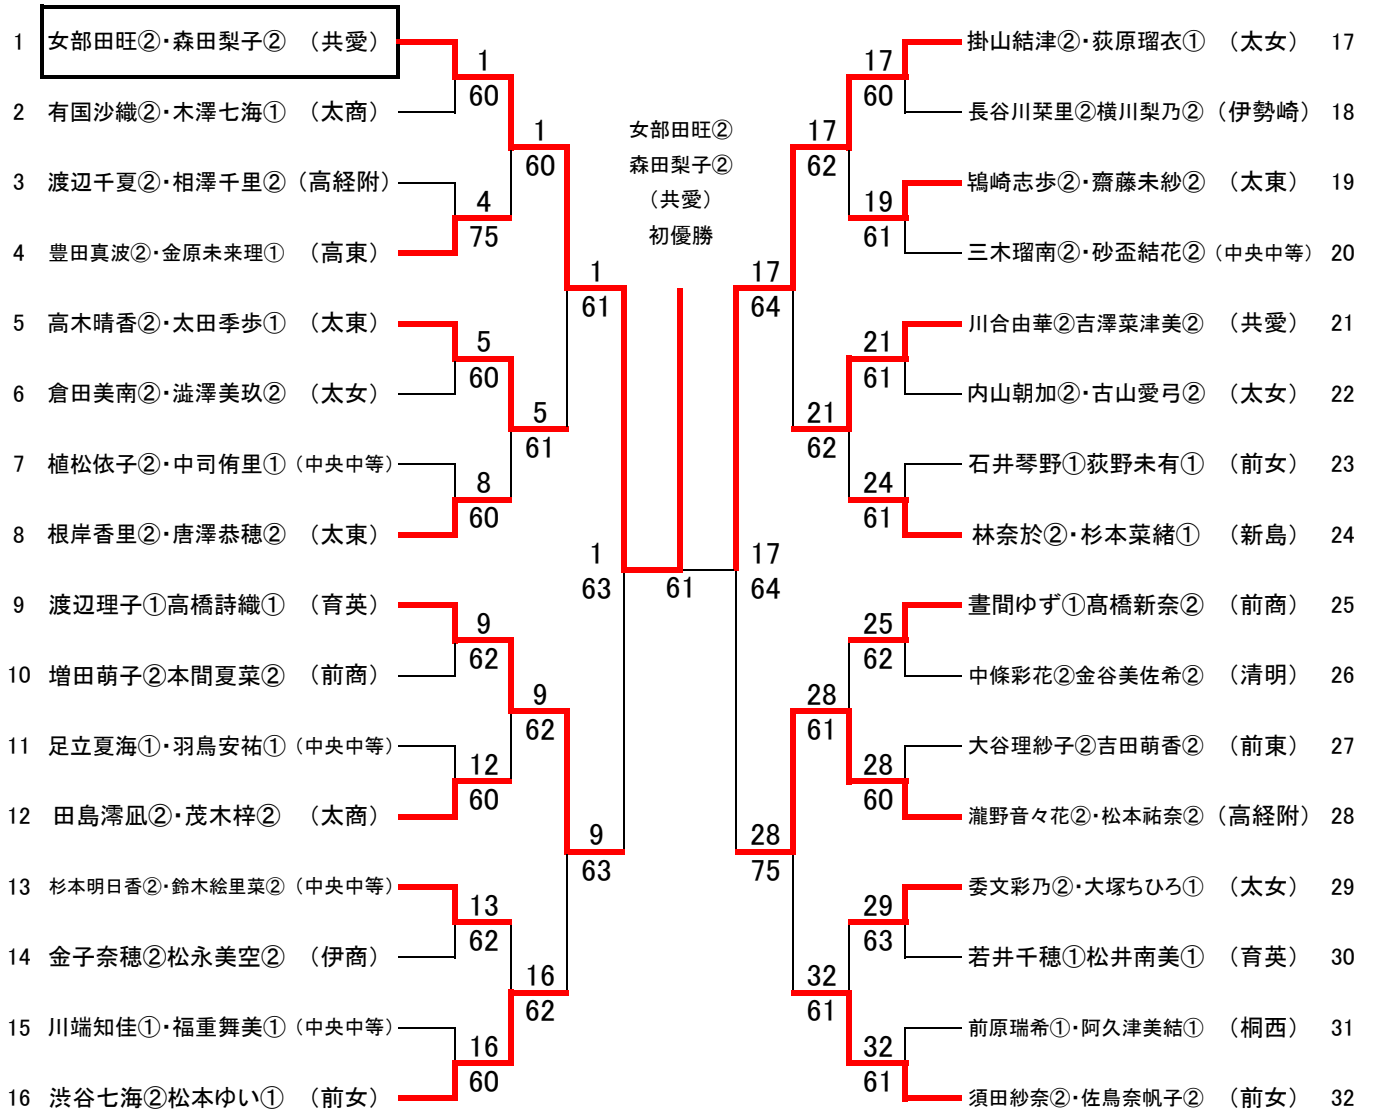 1 女部田旺②・森田梨子② （共愛）
2 有国沙織②・木澤七海① （太商）
3 渡辺千夏②・相澤千里② （高経附）
4 豊田真波②・金原未来理① （高東）
5 高木晴香②・太田季歩① （太東）
6 倉田美南②・澁澤美玖② （太女）
7 植松依子②・中司侑里① （中央中等）
8 根岸香里②・唐澤恭穂② （太東）
9 渡辺理子①高橋詩織① （育英）
10 増田萌子②本間夏菜② （前商）
11 足立夏海①・羽鳥安祐① （中央中等）
12 田島澪凪②・茂木梓② （太商）
13 杉本明日香②・鈴木絵里菜② （中央中等）
14 金子奈穂②松永美空② （伊商）
15 川端知佳①・福重舞美① （中央中等）
16 渋谷七海②松本ゆい① （前女）
1
60
4
75
5
60
8
60
9
62
12
60
13
62
16
60
1
60
5
61
9
62
16
62
1
61
9
63
1
63
女部田旺②
森田梨子②
（共愛）
初優勝
61
17
64
17
64
28
75
17
62
21
62
28
61
32
61
17
60
19
61
21
61
24
61
25
62
28
60
29
63
32
61
掛山結津②・荻原瑠衣① （太女） 17
長谷川栞里②横川梨乃② （伊勢崎） 18
鴇崎志歩②・齋藤未紗② （太東） 19
三木瑠南②・砂盃結花② （中央中等） 20
川合由華②吉澤菜津美② （共愛） 21
内山朝加②・古山愛弓② （太女） 22
石井琴野①荻野未有① （前女） 23
林奈於②・杉本菜緒① （新島） 24
晝間ゆず①髙橋新奈② （前商） 25
中條彩花②金谷美佐希② （清明） 26
大谷理紗子②吉田萌香② （前東） 27
瀧野音々花②・松本祐奈② （高経附） 28
委文彩乃②・大塚ちひろ① （太女） 29
若井千穂①松井南美① （育英） 30
前原瑞希①・阿久津美結① （桐西） 31
須田紗奈②・佐鳥奈帆子② （前女） 32